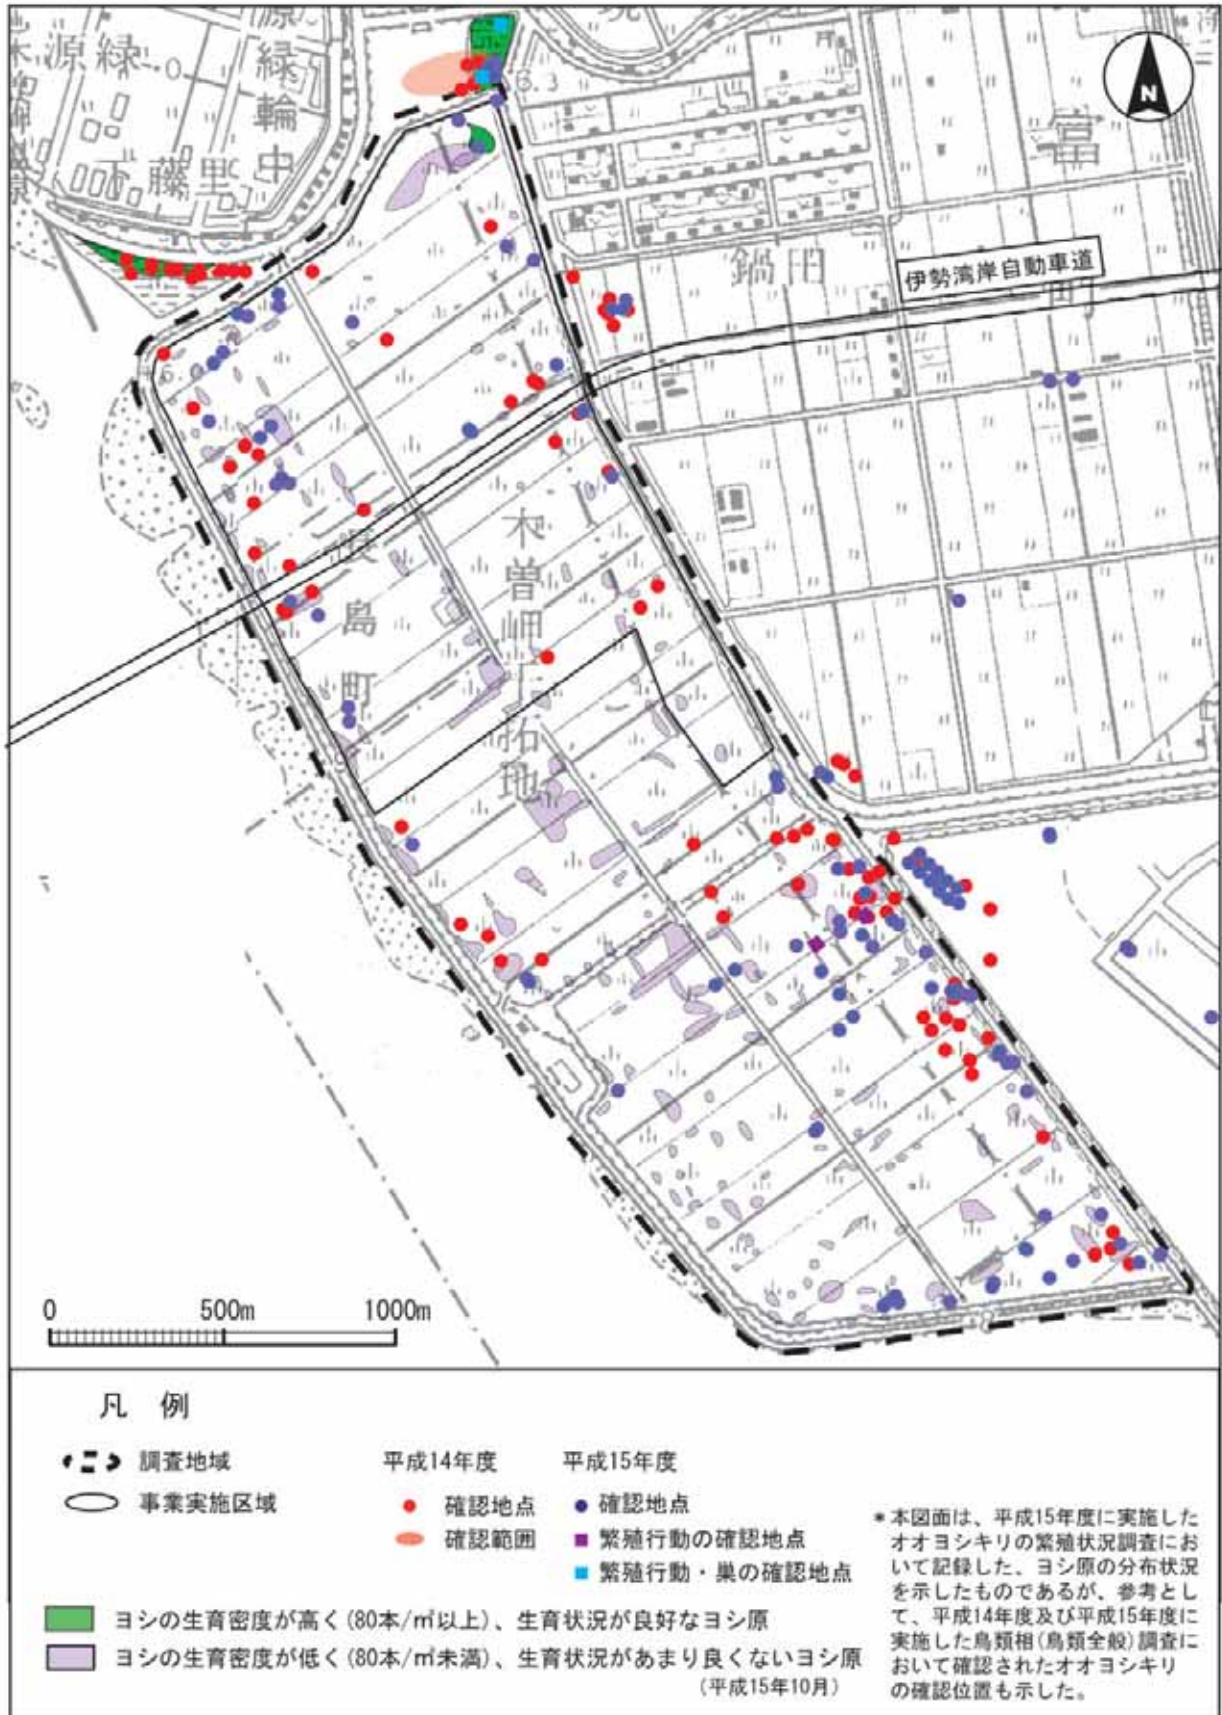 源緑
源緑輪中
下藤里
6.3
富
N
鍋田
伊勢湾岸自動車道
木曽岬干拓地
長島町
0 500m 1000m
凡 例
調査地域
事業実施区域
平成14年度
確認地点
確認範囲
平成15年度
確認地点
繁殖行動の確認地点
繁殖行動・巣の確認地点
ヨシの生育密度が高く(80本/㎡以上)、生育状況が良好なヨシ原
ヨシの生育密度が低く(80本/㎡未満)、生育状況があまり良くないヨシ原
(平成15年10月)
*本図面は、平成15年度に実施した
オオヨシキリの繁殖状況調査にお
いて記録した、ヨシ原の分布状況
を示したものであるが、参考とし
て、平成14年度及び平成15年度に
実施した鳥類相(鳥類全般)調査に
おいて確認されたオオヨシキリ
の確認位置も示した。